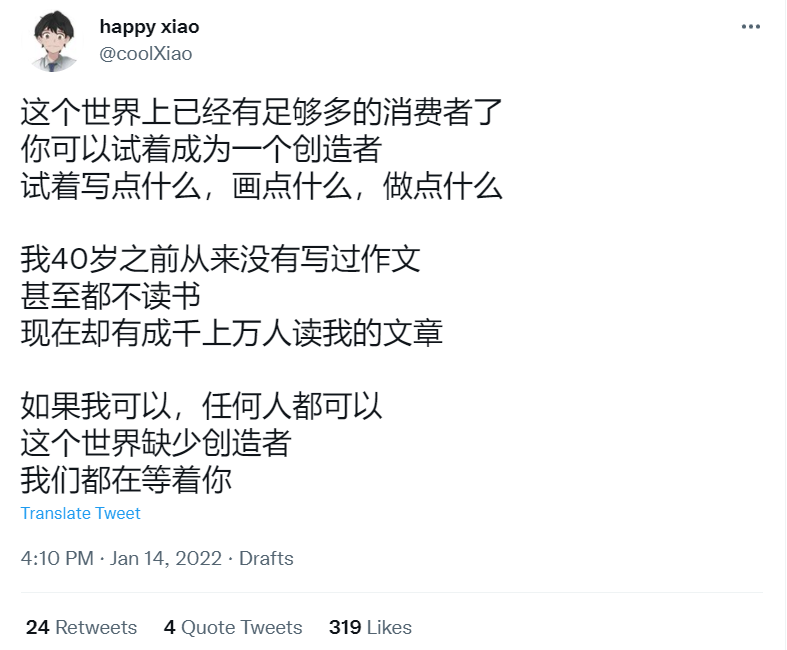 happy xiao
@coolXiao
这个世界上已经有足够多的消费者了
你可以试着成为一个创造者
试着写点什么，画点什么，做点什么
我40岁之前从来没有写过作文
甚至都不读书
现在却有成千上万人读我的文章
如果我可以，任何人都可以
这个世界缺少创造者
我们都在等着你
Translate Tweet
4:10 PM · Jan 14, 2022 · Drafts
24 Retweets 4 Quote Tweets 319 Likes